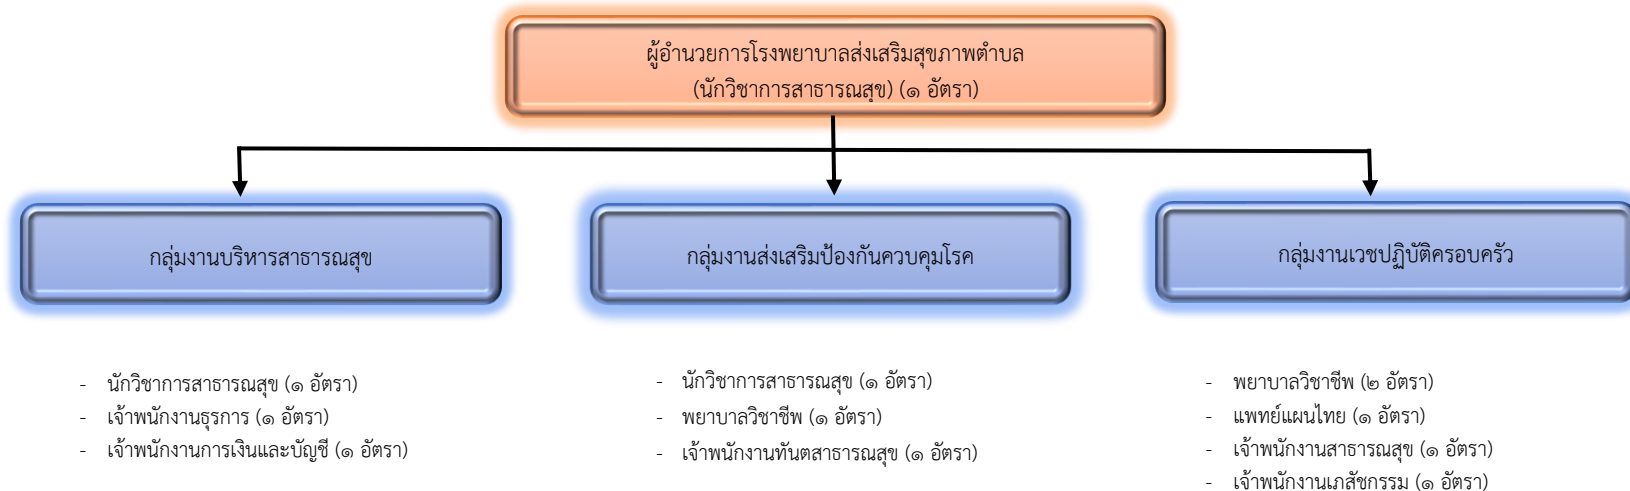 ผู้อำนวยการโรงพยาบาลส่งเสริมสุขภาพตำบล
(นักวิชาการสาธารณสุข) (๑ อัตรา)
กลุ่มงานบริหารสาธารณสุข
กลุ่มงานส่งเสริมป้องกันควบคุมโรค
กลุ่มงานเวชปฏิบัติครอบครัว
- นักวิชาการสาธารณสุข (๑ อัตรา)
- เจ้าพนักงานธุรการ (๑ อัตรา)
- เจ้าพนักงานการเงินและบัญชี (๑ อัตรา)
- นักวิชาการสาธารณสุข (๑ อัตรา)
- พยาบาลวิชาชีพ (๑ อัตรา)
- เจ้าพนักงานทันตสาธารณสุข (๑ อัตรา)
- พยาบาลวิชาชีพ (๒ อัตรา)
- แพทย์แผนไทย (๑ อัตรา)
- เจ้าพนักงานสาธารณสุข (๑ อัตรา)
- เจ้าพนักงานเภสัชกรรม (๑ อัตรา)